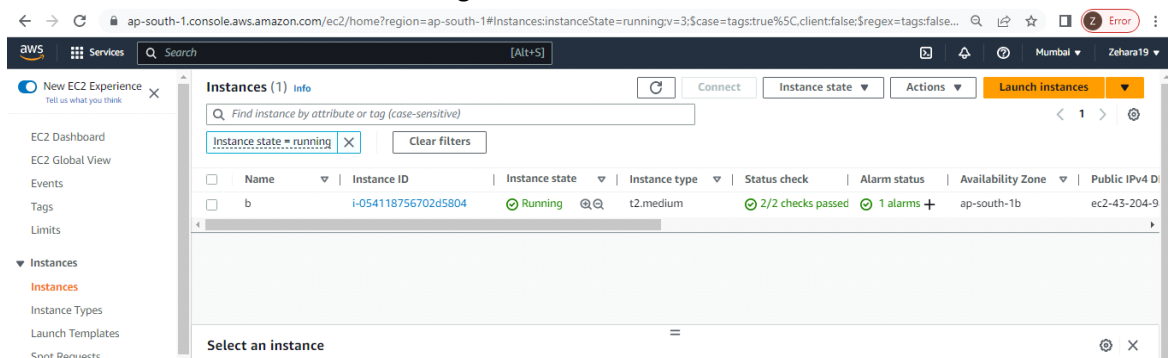 ap-south-1.console.aws.amazon.com/ec2/home?region=ap-south-1#Instances:instanceState=running;v=3;$case=tags:true%5C,client:false;$regex=tags:false... Z Error
aws Services Search [Alt+S] Mumbai Zehara19
New EC2 Experience
Tell us what you think
EC2 Dashboard
EC2 Global View
Events
Tags
Limits
Instances
Instances
Instance Types
Launch Templates
Spot Requests
Instances (1) Info Connect Instance state Actions Launch instances
Find instance by attribute or tag (case-sensitive) 1
Instance state = running Clear filters
Name Instance ID Instance state Instance type Status check Alarm status Availability Zone Public IPv4 D
b i-054118756702d5804 Running t2.medium 2/2 checks passed 1 alarms + ap-south-1b ec2-43-204-9
Select an instance